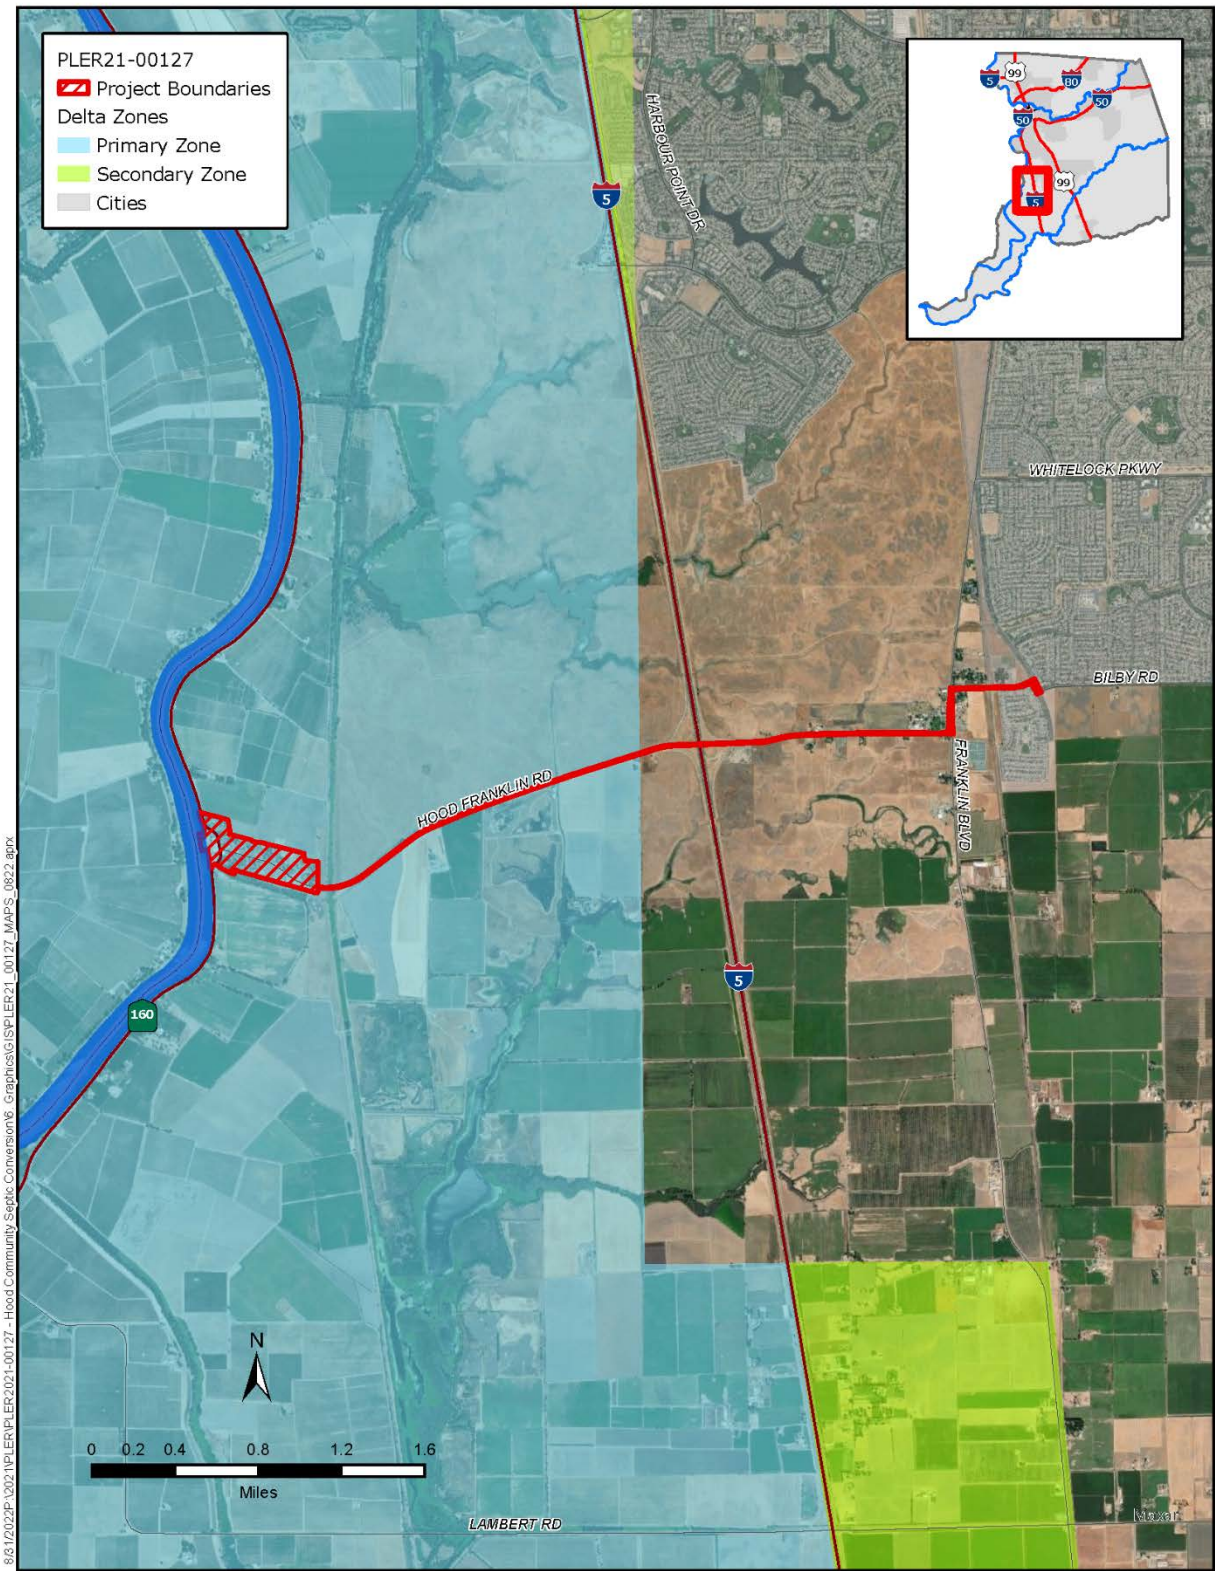 PLER21-00127
Project Boundaries
Delta Zones
Primary Zone
Secondary Zone
Cities
5
99
80
50
50
99
5
HARBOUR POINT DR
5
WHITELOCK PKWY
BILBY RD
HOOD FRANKLIN RD
FRANKLIN BLVD
5
160
N
0 0.2 0.4 0.8 1.2 1.6
Miles
LAMBERT RD
Maxar
8/31/2022P:\2021\PLER\PLER2021-00127 - Hood Community Septic Conversion\6. Graphics\GIS\PLER21_00127_MAPS_0822.aprx